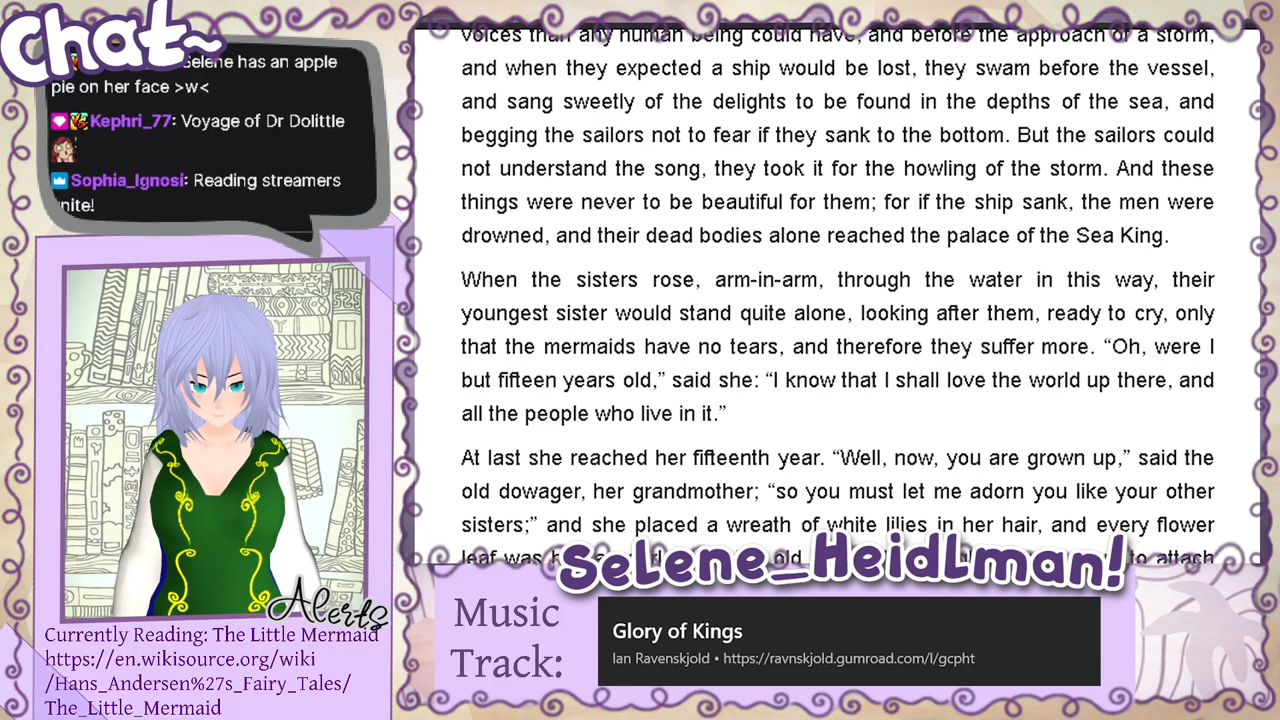 Chat~
Selene has an apple
pie on her face >w<
Kephri_77: Voyage of Dr Dolittle
Sophia_Ignosi: Reading streamers
unite!
voices than any human being could have, and before the approach of a storm,
and when they expected a ship would be lost, they swam before the vessel,
and sang sweetly of the delights to be found in the depths of the sea, and
begging the sailors not to fear if they sank to the bottom. But the sailors could
not understand the song, they took it for the howling of the storm. And these
things were never to be beautiful for them; for if the ship sank, the men were
drowned, and their dead bodies alone reached the palace of the Sea King.
When the sisters rose, arm-in-arm, through the water in this way, their
youngest sister would stand quite alone, looking after them, ready to cry, only
that the mermaids have no tears, and therefore they suffer more. “Oh, were I
but fifteen years old,” said she: “I know that I shall love the world up there, and
all the people who live in it.”
At last she reached her fifteenth year. “Well, now, you are grown up,” said the
old dowager, her grandmother; “so you must let me adorn you like your other
sisters;” and she placed a wreath of white lilies in her hair, and every flower
leaf was old to attach
Selene_Heidlman!
Alerts
Currently Reading: The Little Mermaid
https://en.wikisource.org/wiki
/Hans_Andersen%27s_Fairy_Tales/
The_Little_Mermaid
Music
Track:
Glory of Kings
Ian Ravenskjold • https://ravnskjold.gumroad.com/l/gcpht